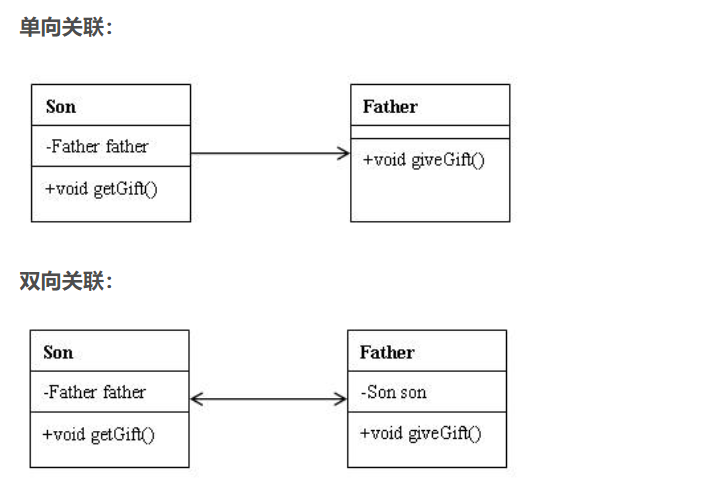 单向关联：
Son
-Father father
+void getGift()
Father
+void giveGift()
双向关联：
Son
-Father father
+void getGift()
Father
-Son son
+void giveGift()